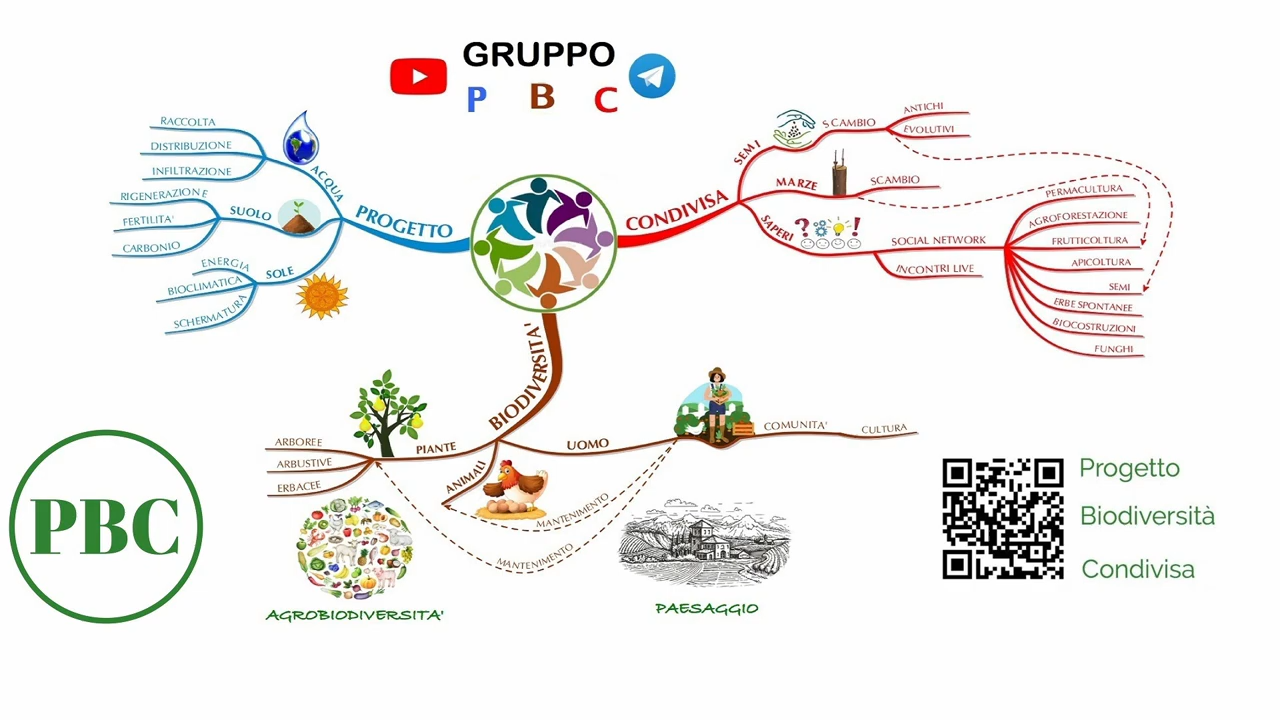 GRUPPO
P B C
PROGETTO
ACQUA
RACCOLTA
DISTRIBUZIONE
INFILTRAZIONE
SUOLO
RIGENERAZIONE
FERTILITA'
CARBONIO
SOLE
ENERGIA
BIOCLIMATICA
SCHERMATURA
CONDIVISA
SEMI
SCAMBIO
ANTICHI
EVOLUTIVI
MARZE
SCAMBIO
SAPERI
SOCIAL NETWORK
INCONTRI LIVE
PERMACULTURA
AGROFORESTAZIONE
FRUTTICOLTURA
APICOLTURA
SEMI
ERBE SPONTANEE
BIOCOSTRUZIONI
FUNGHI
BIODIVERSITA'
PIANTE
ARBOREE
ARBUSTIVE
ERBACEE
ANIMALI
UOMO
COMUNITA'
CULTURA
MANTENIMENTO
MANTENIMENTO
AGROBIODIVERSITA'
PAESAGGIO
PBC
Progetto
Biodiversità
Condivisa